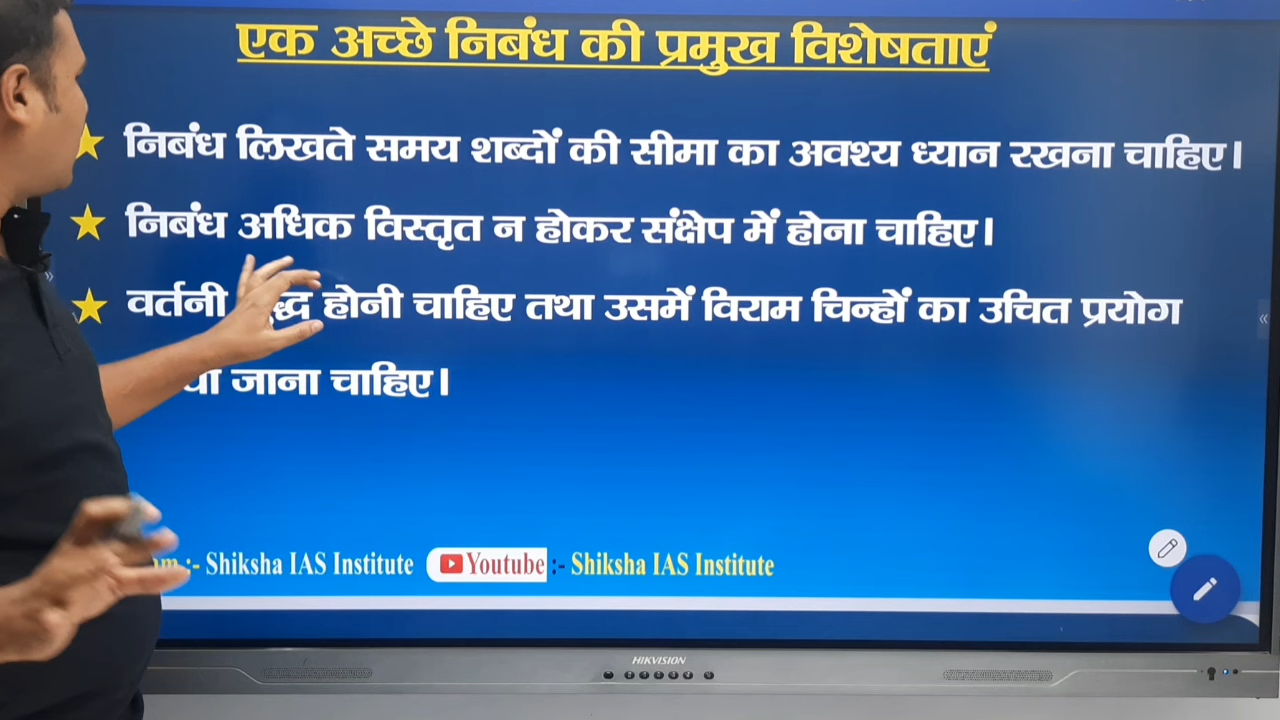 एक अच्छे निबंध की प्रमुख विशेषताएं
निबंध लिखते समय शब्दों की सीमा का अवश्य ध्यान रखना चाहिए।
निबंध अधिक विस्तृत न होकर संक्षेप में होना चाहिए।
वर्तनी होनी चाहिए तथा उसमें विराम चिन्हों का उचित प्रयोग
जाना चाहिए।
:- Shiksha IAS Institute Youtube :- Shiksha IAS Institute
HIKVISION